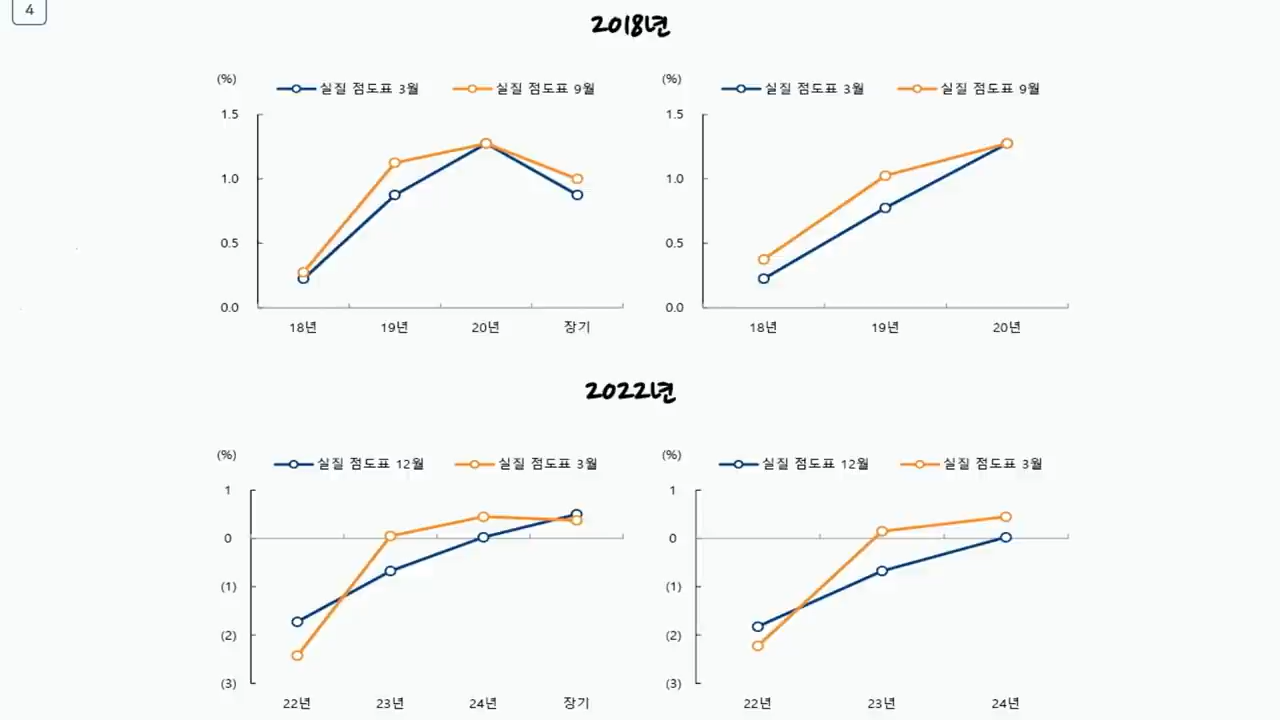 4
2018년
(%)
실질 점도표 3월
실질 점도표 9월
1.5
1.0
0.5
0.0
18년
19년
20년
장기
(%)
실질 점도표 3월
실질 점도표 9월
1.5
1.0
0.5
0.0
18년
19년
20년
2022년
(%)
실질 점도표 12월
실질 점도표 3월
1
0
(1)
(2)
(3)
22년
23년
24년
장기
(%)
실질 점도표 12월
실질 점도표 3월
1
0
(1)
(2)
(3)
22년
23년
24년